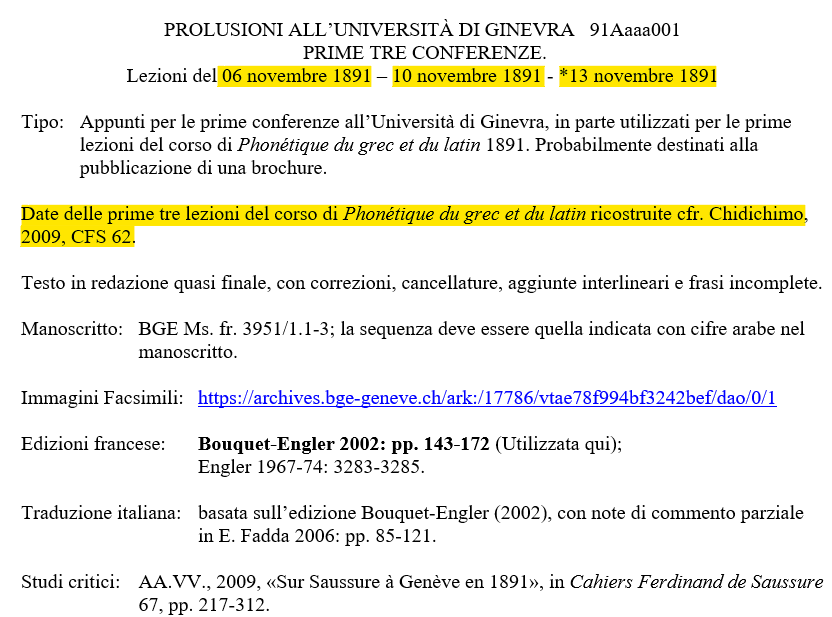 PROLUSIONI ALL’UNIVERSITÀ DI GINEVRA 91Aaaa001
PRIME TRE CONFERENZE.
Lezioni del 06 novembre 1891 – 10 novembre 1891 - *13 novembre 1891
Tipo: Appunti per le prime conferenze all’Università di Ginevra, in parte utilizzati per le prime
lezioni del corso di Phonétique du grec et du latin 1891. Probabilmente destinati alla
pubblicazione di una brochure.
Date delle prime tre lezioni del corso di Phonétique du grec et du latin ricostruite cfr. Chidichimo,
2009, CFS 62.
Testo in redazione quasi finale, con correzioni, cancellature, aggiunte interlineari e frasi incomplete.
Manoscritto: BGE Ms. fr. 3951/1.1-3; la sequenza deve essere quella indicata con cifre arabe nel
manoscritto.
Immagini Facsimili: https://archives.bge-geneve.ch/ark:/17786/vtae78f994bf3242bef/dao/0/1
Edizioni francese: Bouquet-Engler 2002: pp. 143-172 (Utilizzata qui);
Engler 1967-74: 3283-3285.
Traduzione italiana: basata sull’edizione Bouquet-Engler (2002), con note di commento parziale
in E. Fadda 2006: pp. 85-121.
Studi critici: AA.VV., 2009, «Sur Saussure à Genève en 1891», in Cahiers Ferdinand de Saussure
67, pp. 217-312.